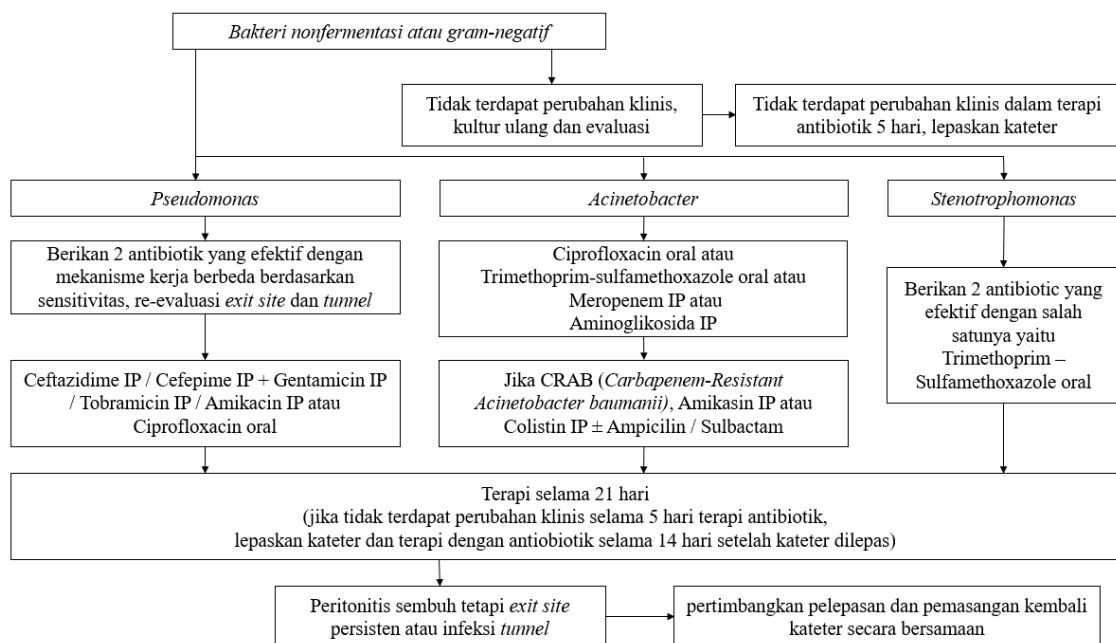 Bakteri nonfermentasi atau gram-negatif
Tidak terdapat perubahan klinis,
kultur ulang dan evaluasi
Tidak terdapat perubahan klinis dalam terapi
antibiotik 5 hari, lepaskan kateter
Pseudomonas
Acinetobacter
Stenotrophomonas
Berikan 2 antibiotik yang efektif dengan
mekanisme kerja berbeda berdasarkan
sensitivitas, re-evaluasi exit site dan tunnel
Ciprofloxacin oral atau
Trimethoprim-sulfamethoxazole oral atau
Meropenem IP atau
Aminoglikosida IP
Berikan 2 antibiotic yang
efektif dengan salah
satunya yaitu
Trimethoprim –
Sulfamethoxazole oral
Ceftazidime IP / Cefepime IP + Gentamicin IP
/ Tobramicin IP / Amikacin IP atau
Ciprofloxacin oral
Jika CRAB (Carbapenem-Resistant
Acinetobacter baumanii), Amikasin IP atau
Colistin IP ± Ampicilin / Sulbactam
Terapi selama 21 hari
(jika tidak terdapat perubahan klinis selama 5 hari terapi antibiotik,
lepaskan kateter dan terapi dengan antiobiotik selama 14 hari setelah kateter dilepas)
Peritonitis sembuh tetapi exit site
persisten atau infeksi tunnel
pertimbangkan pelepasan dan pemasangan kembali
kateter secara bersamaan